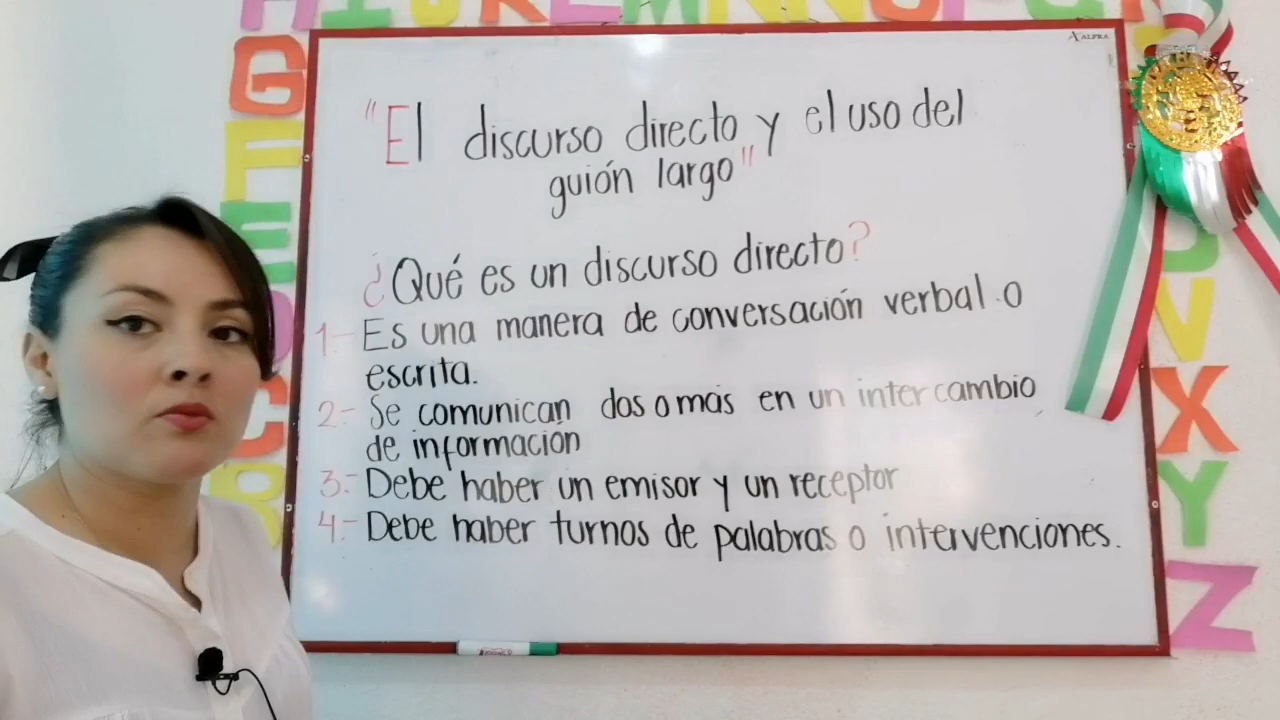 HIJKLMNÑOPQR
ALFRA
G
F
E
D
C
B
"El discurso directo y el uso del
guión largo"
¿Qué es un discurso directo?
1.- Es una manera de conversación verbal o
escrita.
2.- Se comunican dos o más en un intercambio
de información
3.- Debe haber un emisor y un receptor
4.- Debe haber turnos de palabras o intervenciones.
U
V
X
Y
Z